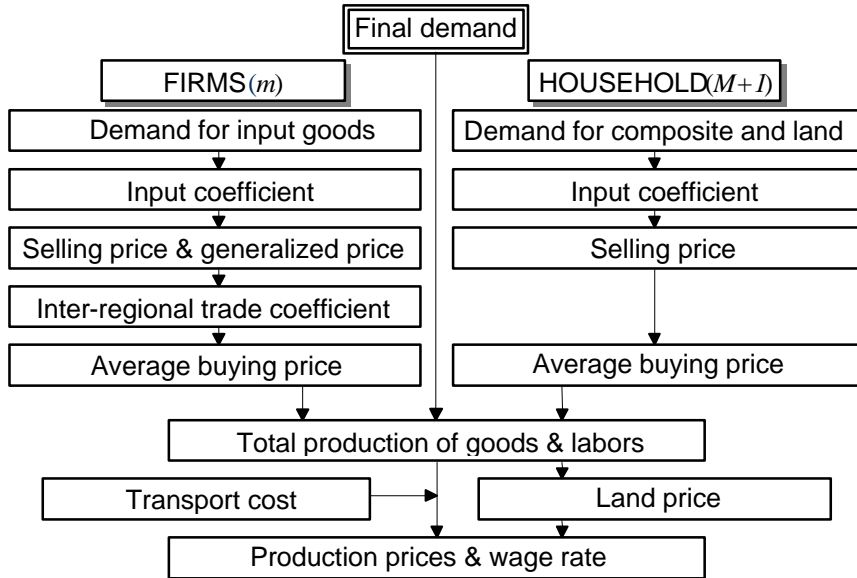 Final demand
FIRMS(m)
HOUSEHOLD(M+1)
Demand for input goods
Demand for composite and land
Input coefficient
Input coefficient
Selling price & generalized price
Selling price
Inter-regional trade coefficient
Average buying price
Average buying price
Total production of goods & labors
Transport cost
Land price
Production prices & wage rate